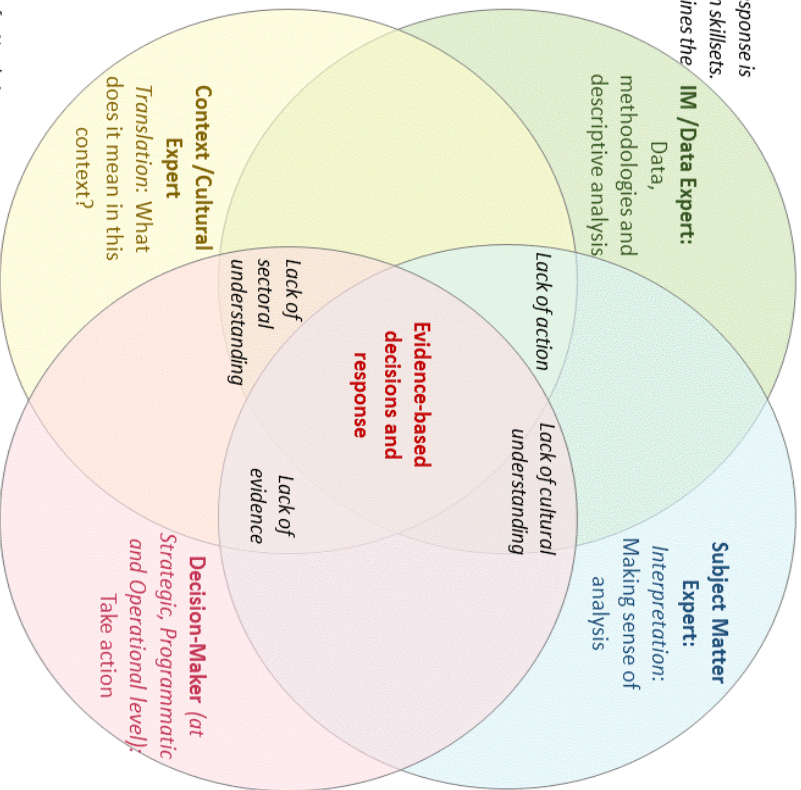 sponse is
n skillsets.
ines the
IM /Data Expert:
Data,
methodologies and
descriptive analysis
Subject Matter
Expert:
Interpretation:
Making sense of
analysis
Lack of action
Lack of cultural
understanding
Evidence-based
decisions and
response
Lack of
sectoral
understanding
Lack of
evidence
Context /Cultural
Expert
Translation: What
does it mean in this
context?
Decision-Maker (at
Strategic, Programmatic
and Operational level):
Take action